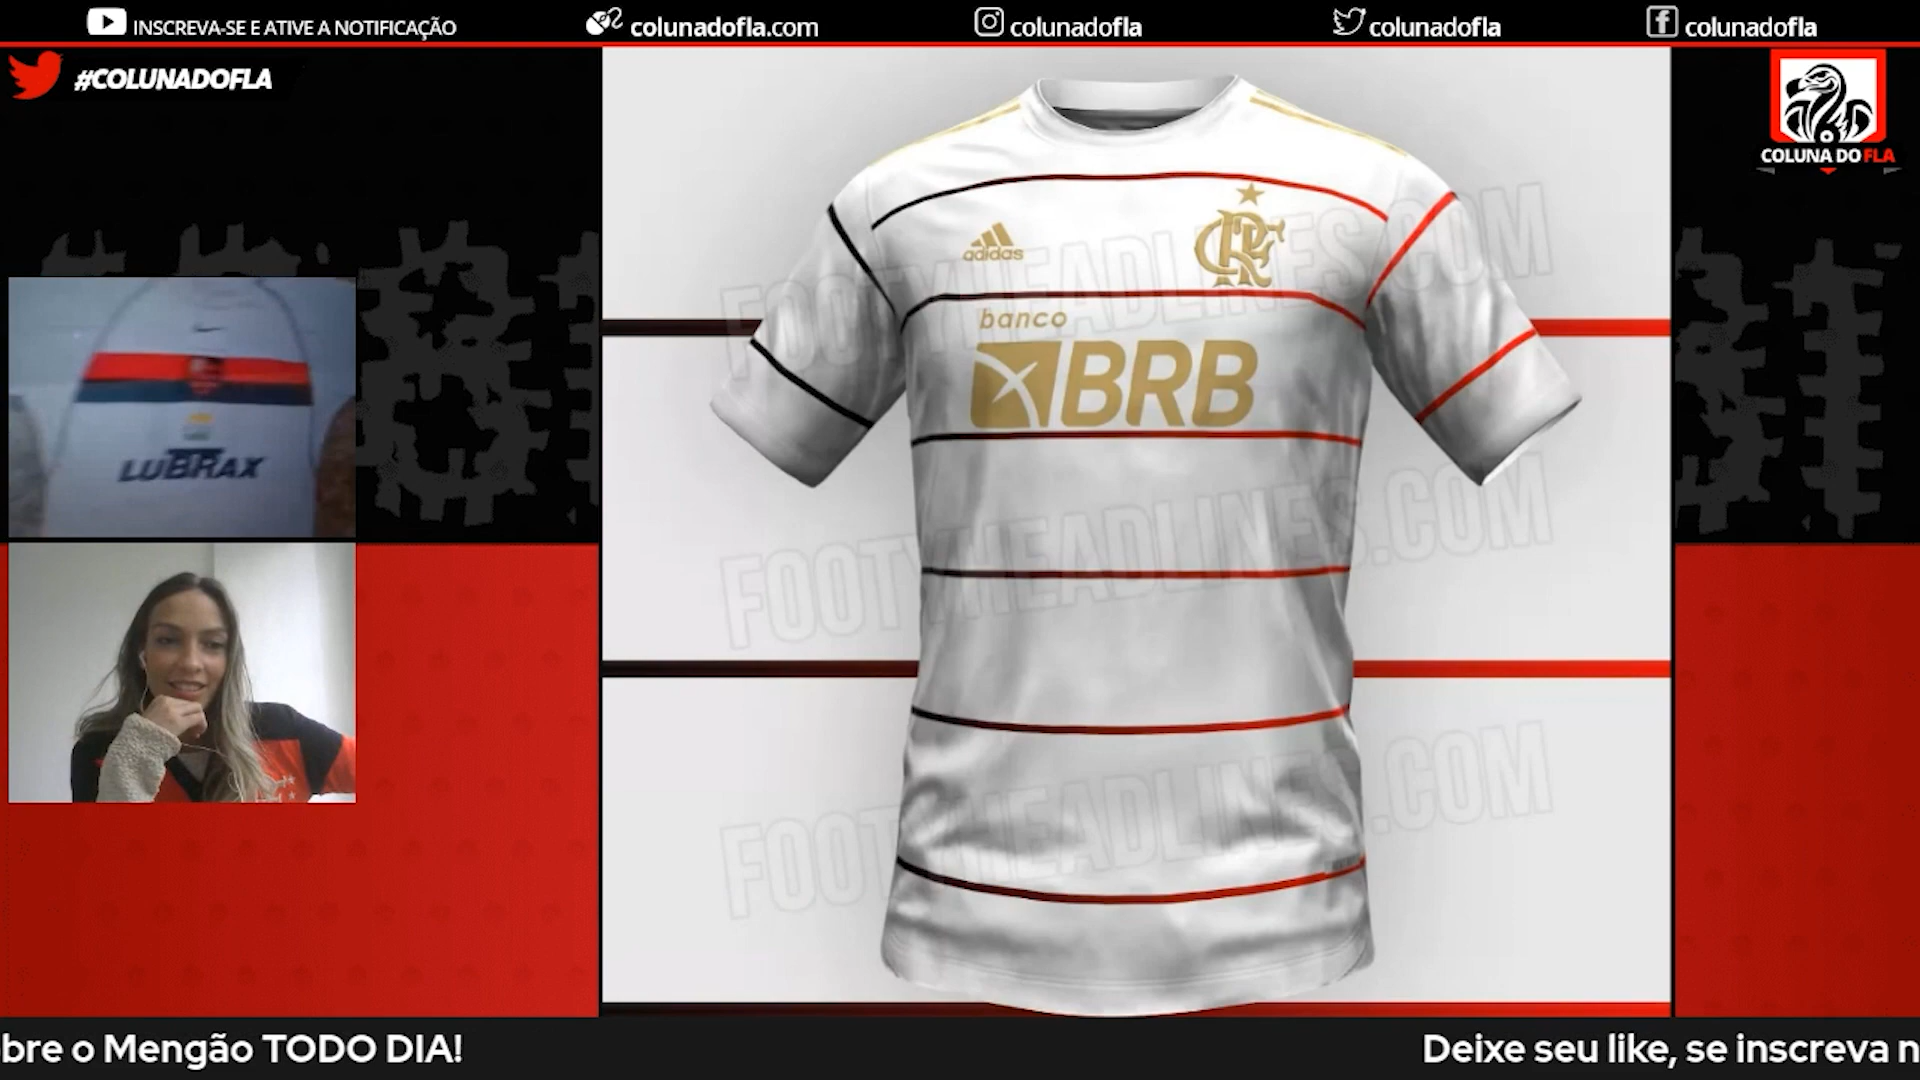 INSCREVA-SE E ATIVE A NOTIFICAÇÃO
colunadofla.com
colunadofla
colunadofla
colunadofla
#COLUNADOFLA
COLUNA DO FLA
adidas
CRF
banco
BRB
FOOTYHEADLINES.COM
FOOTYHEADLINES.COM
FOOTYHEADLINES.COM
LUBRAX
bre o Mengão TODO DIA!
Deixe seu like, se inscreva n